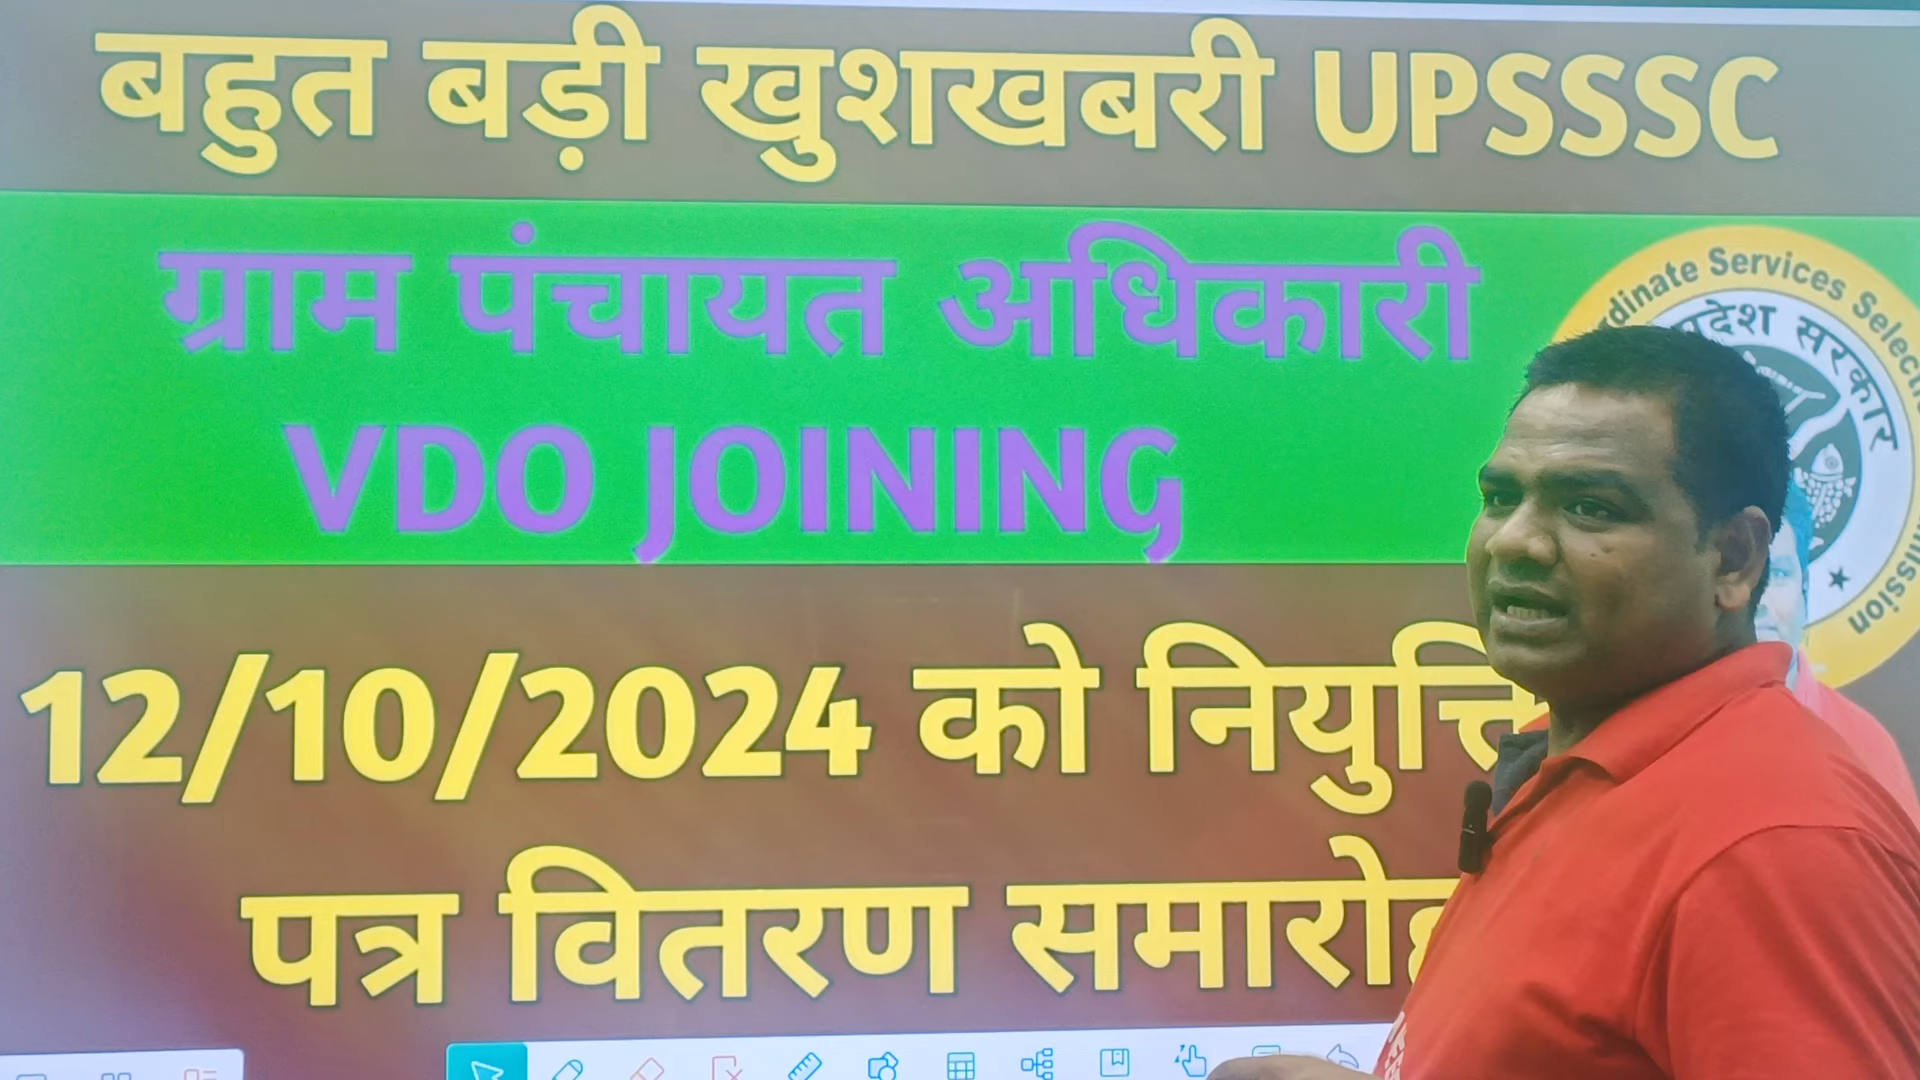 बहुत बड़ी खुशखबरी UPSSSC
ग्राम पंचायत अधिकारी
VDO JOINING
12/10/2024 को
पत्र वितरण
Services
सरकार